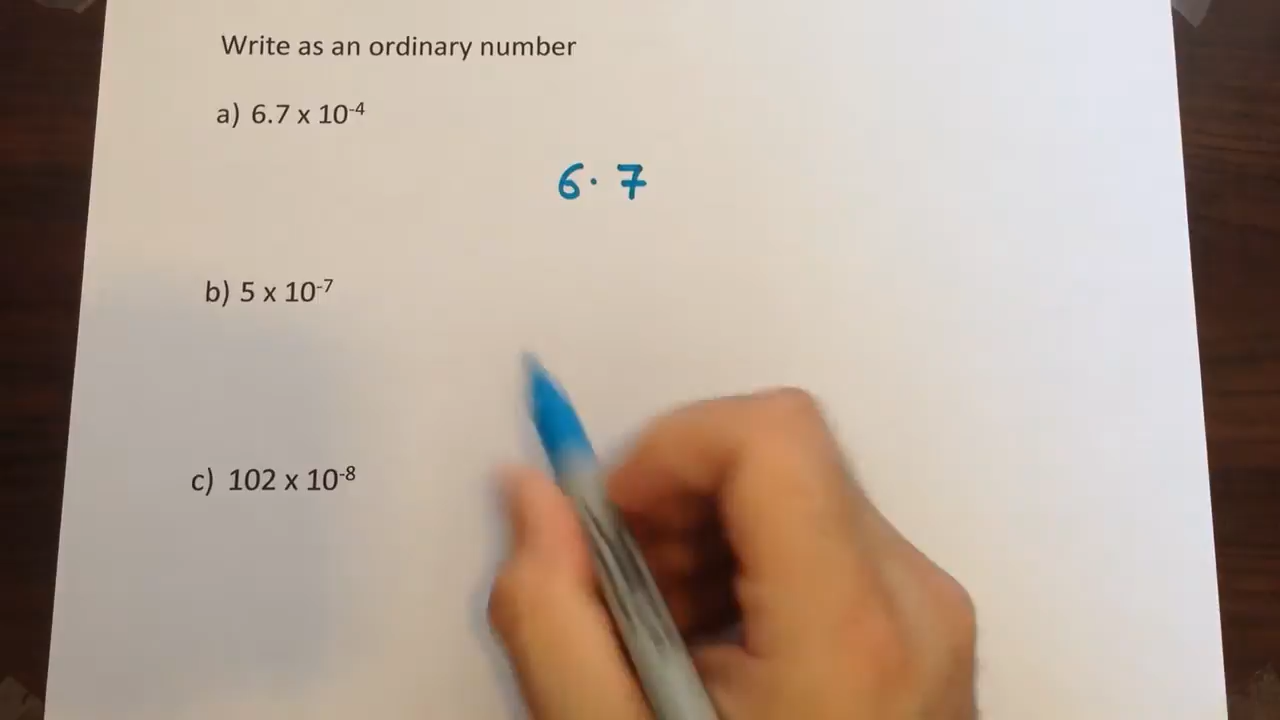 Write as an ordinary number
a) 6.7 x 10⁻⁴
6· 7
b) 5 x 10⁻⁷
c) 102 x 10⁻⁸